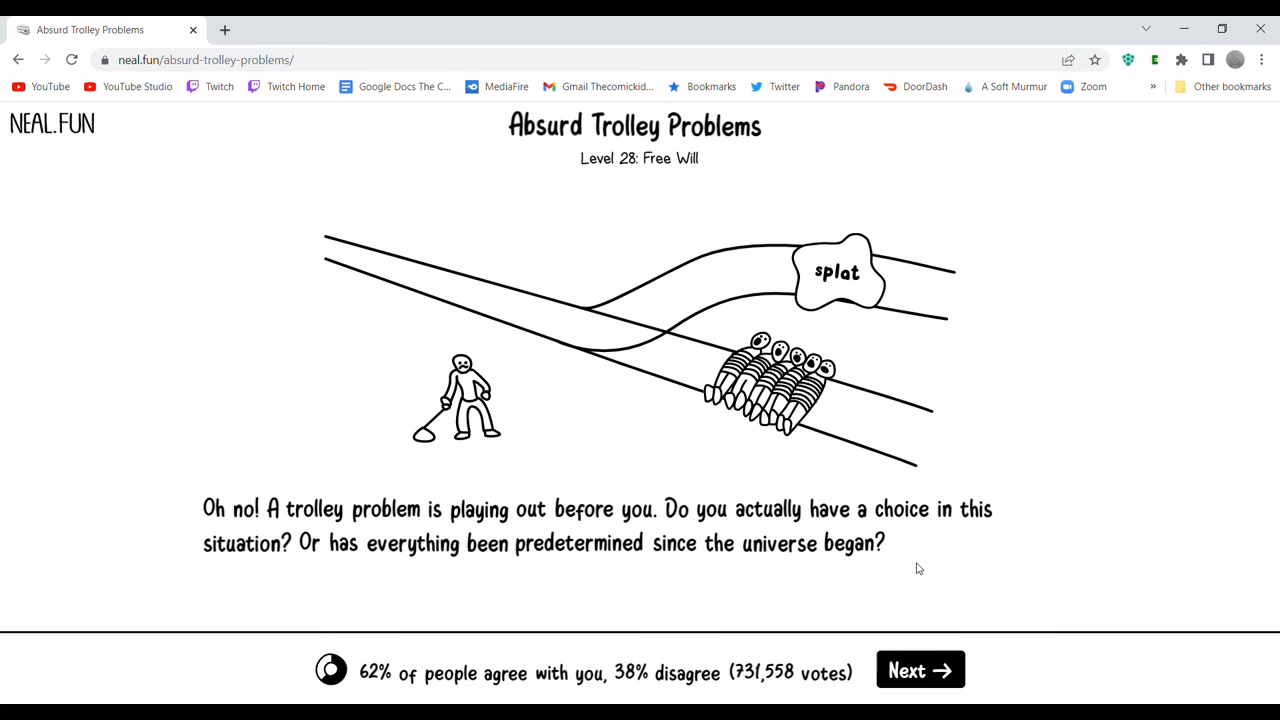 Absurd Trolley Problems
neal.fun/absurd-trolley-problems/
YouTube YouTube Studio Twitch Twitch Home Google Docs The C... MediaFire Gmail Thecomickid... Bookmarks Twitter Pandora DoorDash A Soft Murmur Zoom » Other bookmarks
NEAL.FUN
Absurd Trolley Problems
Level 28: Free Will
splat
Oh no! A trolley problem is playing out before you. Do you actually have a choice in this
situation? Or has everything been predetermined since the universe began?
62% of people agree with you, 38% disagree (731,558 votes)
Next →